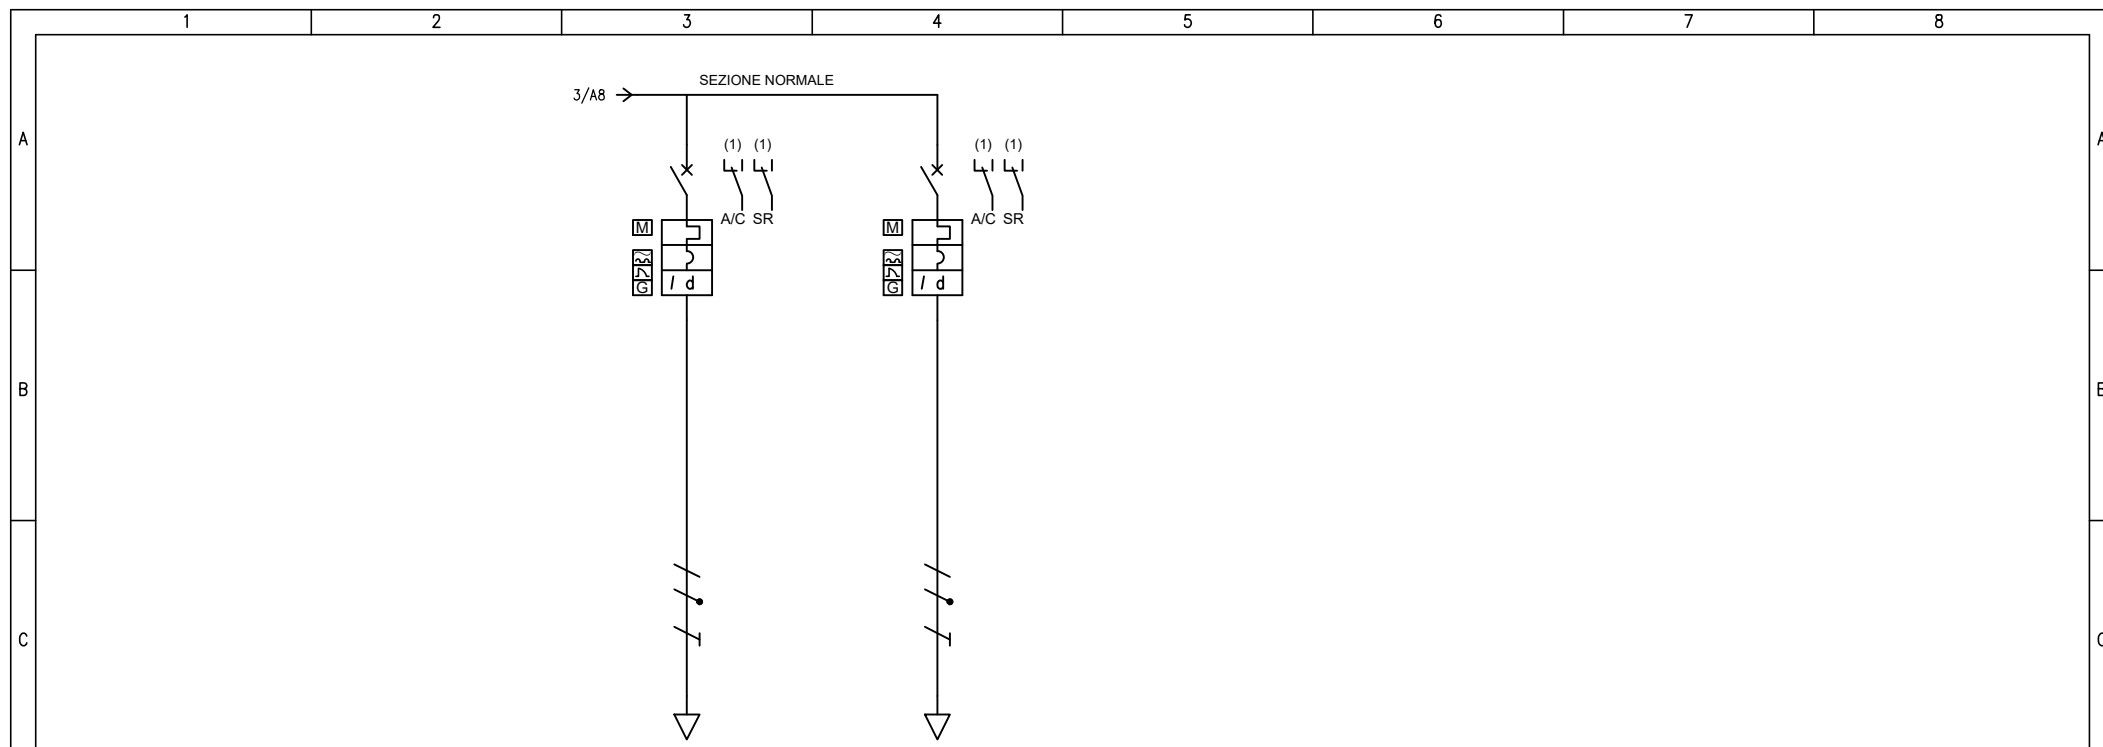 1 2 3 4 5 6 7 8
SEZIONE NORMALE
3/A8
A A
(1) (1) (1) (1)
A/C SR A/C SR
M M
G I d G I d
B B
C C